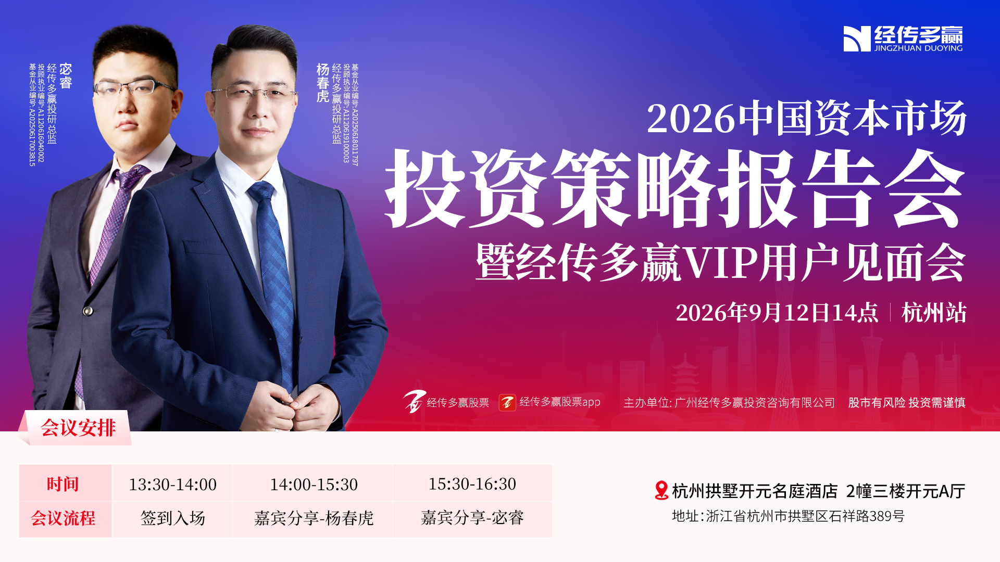 经传多赢
JINGZHUAN DUOYING
宓睿
经传多赢投研总监
投顾执业编号:A1120616040002
基金从业编号:A20250617003815
杨春虎
经传多赢投研总监
投顾执业编号:A1120619100003
基金从业编号:A20250618011797
2026中国资本市场
投资策略报告会
暨经传多赢VIP用户见面会
2026年9月12日14点 | 杭州站
经传多赢股票 经传多赢股票app 主办单位: 广州经传多赢投资咨询有限公司 股市有风险 投资需谨慎
会议安排
时间 13:30-14:00 14:00-15:30 15:30-16:30
会议流程 签到入场 嘉宾分享-杨春虎 嘉宾分享-宓睿
杭州拱墅开元名庭酒店 2幢三楼开元A厅
地址:浙江省杭州市拱墅区石祥路389号